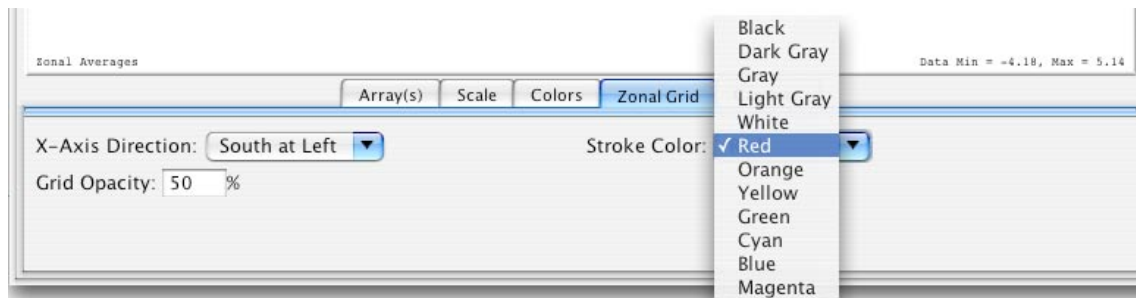 Zonal Averages
Data Min = -4.18, Max = 5.14
Array(s) Scale Colors Zonal Grid
X-Axis Direction: South at Left
Grid Opacity: 50 %
Stroke Color:
Black
Dark Gray
Gray
Light Gray
White
✓ Red
Orange
Yellow
Green
Cyan
Blue
Magenta